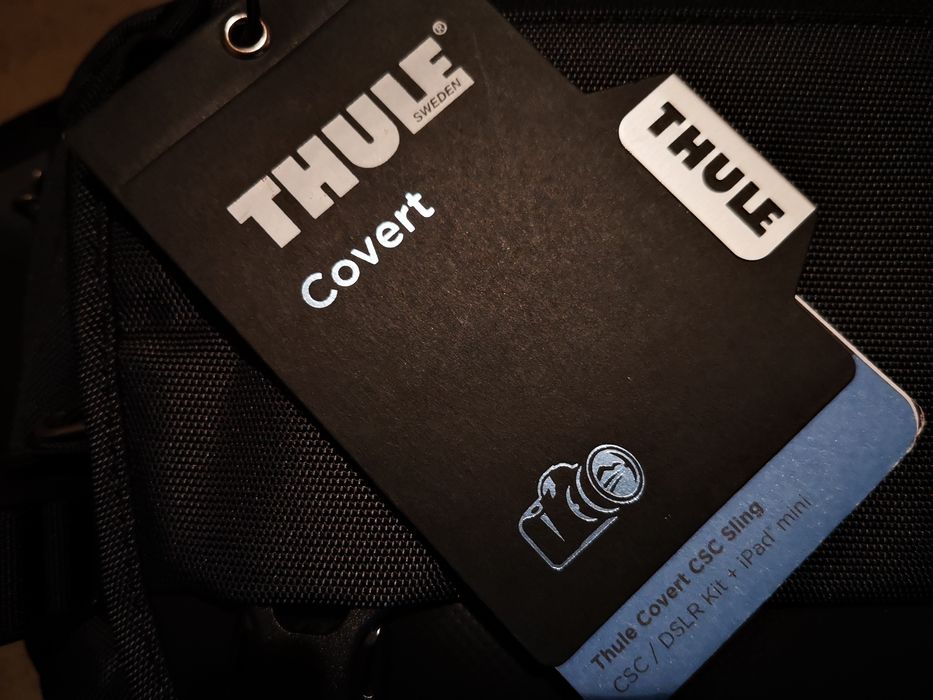 THULE®
SWEDEN
Covert
THULE
Thule Covert CSC Sling
CSC / DSLR Kit + iPad® mini